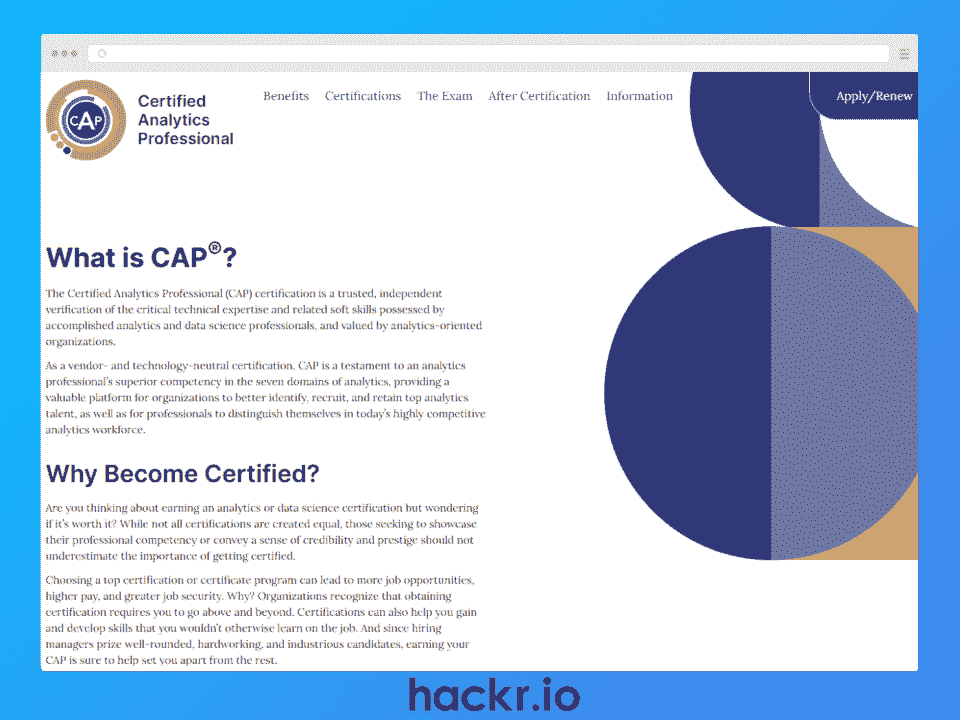 CAP
Certified
Analytics
Professional
Benefits Certifications The Exam After Certification Information
Apply/Renew
What is CAP®?
The Certified Analytics Professional (CAP) certification is a trusted, independent
verification of the critical technical expertise and related soft skills possessed by
accomplished analytics and data science professionals, and valued by analytics-oriented
organizations.
As a vendor- and technology-neutral certification, CAP is a testament to an analytics
professional's superior competency in the seven domains of analytics, providing a
valuable platform for organizations to better identify, recruit, and retain top analytics
talent, as well as for professionals to distinguish themselves in today's highly competitive
analytics workforce.
Why Become Certified?
Are you thinking about earning an analytics or data science certification but wondering
if it's worth it? While not all certifications are created equal, those seeking to showcase
their professional competency or convey a sense of credibility and prestige should not
underestimate the importance of getting certified.
Choosing a top certification or certificate program can lead to more job opportunities,
higher pay, and greater job security. Why? Organizations recognize that obtaining
certification requires you to go above and beyond. Certifications can also help you gain
and develop skills that you wouldn't otherwise learn on the job. And since hiring
managers prize well-rounded, hardworking, and industrious candidates, earning your
CAP is sure to help set you apart from the rest.
hackr.io